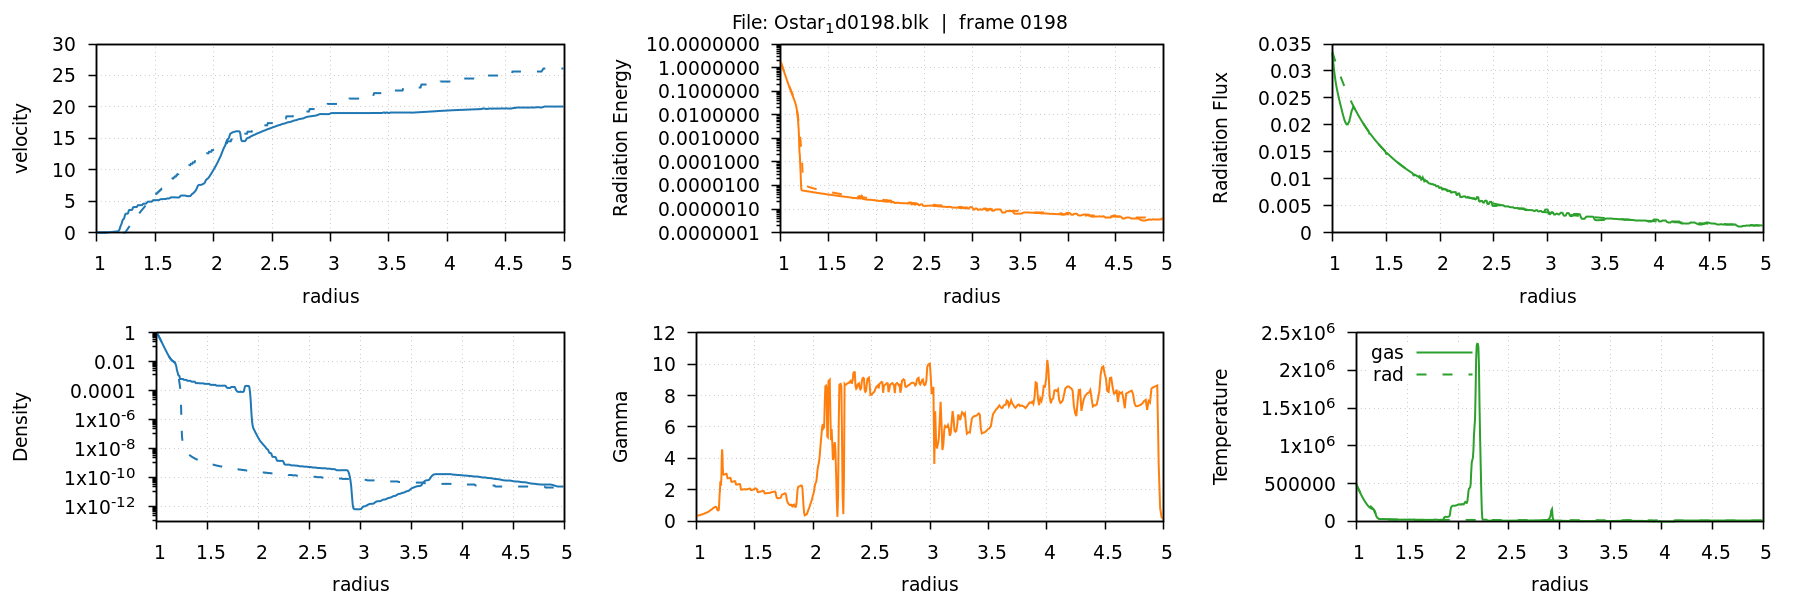 File: Ostar₁d0198.blk | frame 0198
30
25
20
15
10
5
0
velocity
1 1.5 2 2.5 3 3.5 4 4.5 5
radius
10.0000000
1.0000000
0.1000000
0.0100000
0.0010000
0.0001000
0.0000100
0.0000010
0.0000001
Radiation Energy
1 1.5 2 2.5 3 3.5 4 4.5 5
radius
0.035
0.03
0.025
0.02
0.015
0.01
0.005
0
Radiation Flux
1 1.5 2 2.5 3 3.5 4 4.5 5
radius
1
0.01
0.0001
1x10⁻⁶
1x10⁻⁸
1x10⁻¹⁰
1x10⁻¹²
Density
1 1.5 2 2.5 3 3.5 4 4.5 5
radius
12
10
8
6
4
2
0
Gamma
1 1.5 2 2.5 3 3.5 4 4.5 5
radius
2.5x10⁶
2x10⁶
1.5x10⁶
1x10⁶
500000
0
Temperature
gas
rad
1 1.5 2 2.5 3 3.5 4 4.5 5
radius